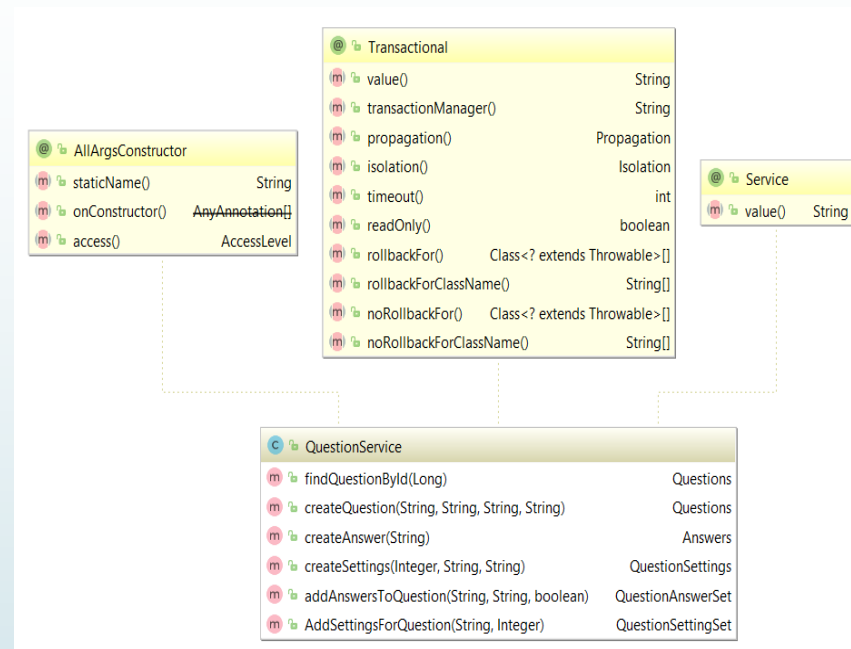 @ Transactional
m value() String
m transactionManager() String
m propagation() Propagation
m isolation() Isolation
m timeout() int
m readOnly() boolean
m rollbackFor() Class<? extends Throwable>[]
m rollbackForClassName() String[]
m noRollbackFor() Class<? extends Throwable>[]
m noRollbackForClassName() String[]
@ AllArgsConstructor
m staticName() String
m onConstructor() AnyAnnotation[]
m access() AccessLevel
@ Service
m value() String
C QuestionService
m findQuestionById(Long) Questions
m createQuestion(String, String, String, String) Questions
m createAnswer(String) Answers
m createSettings(Integer, String, String) QuestionSettings
m addAnswersToQuestion(String, String, boolean) QuestionAnswerSet
m AddSettingsForQuestion(String, Integer) QuestionSettingSet